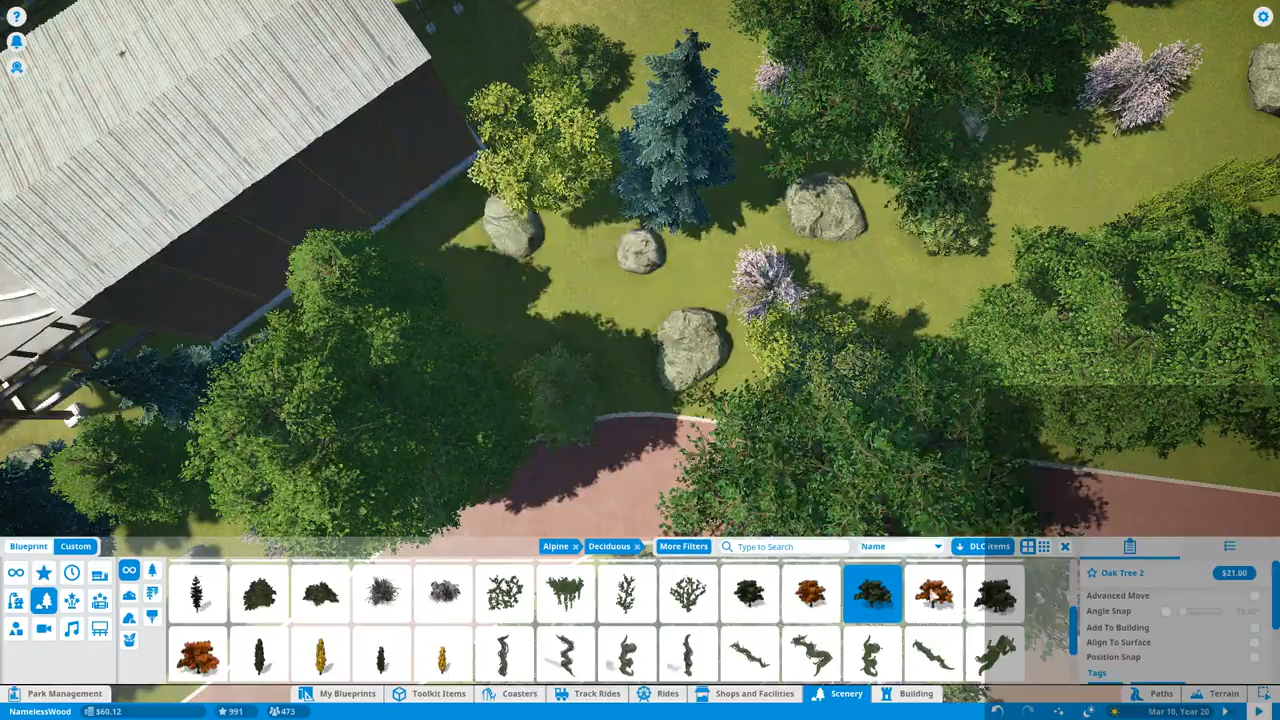 Blueprint Custom Alpine × Deciduous × More Filters Type to Search Name DLC items ×
Oak Tree 2 $21.00
Advanced Move
Angle Snap 15.00°
Add To Building
Align To Surface
Position Snap
Tags
Park Management My Blueprints Toolkit Items Coasters Track Rides Rides Shops and Facilities Scenery Building Paths Terrain
NamelessWood $60.12 991 473 Mar 10, Year 20